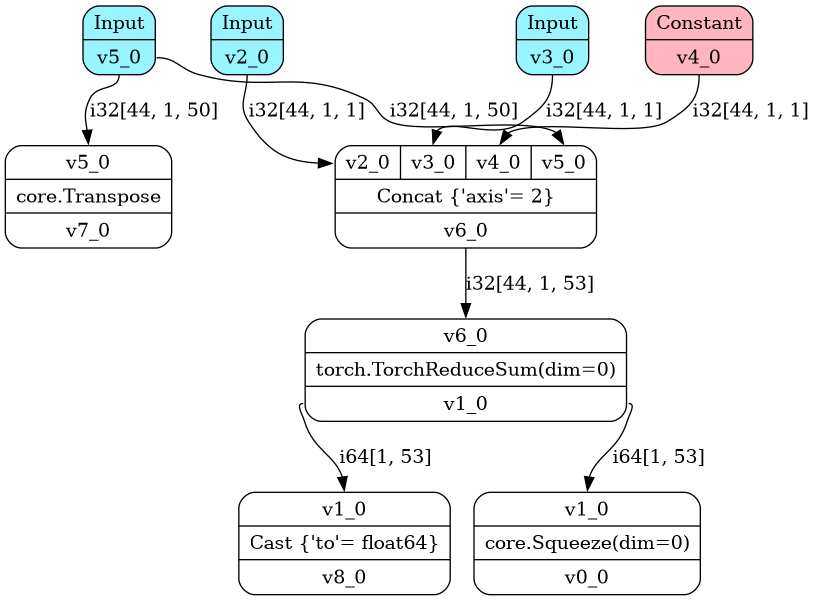 Input
v5_0
Input
v2_0
Input
v3_0
Constant
v4_0
i32[44, 1, 50]
i32[44, 1, 1]
i32[44, 1, 50]
i32[44, 1, 1]
i32[44, 1, 1]
v5_0
core.Transpose
v7_0
v2_0 v3_0 v4_0 v5_0
Concat {'axis'= 2}
v6_0
i32[44, 1, 53]
v6_0
torch.TorchReduceSum(dim=0)
v1_0
i64[1, 53]
i64[1, 53]
v1_0
Cast {'to'= float64}
v8_0
v1_0
core.Squeeze(dim=0)
v0_0